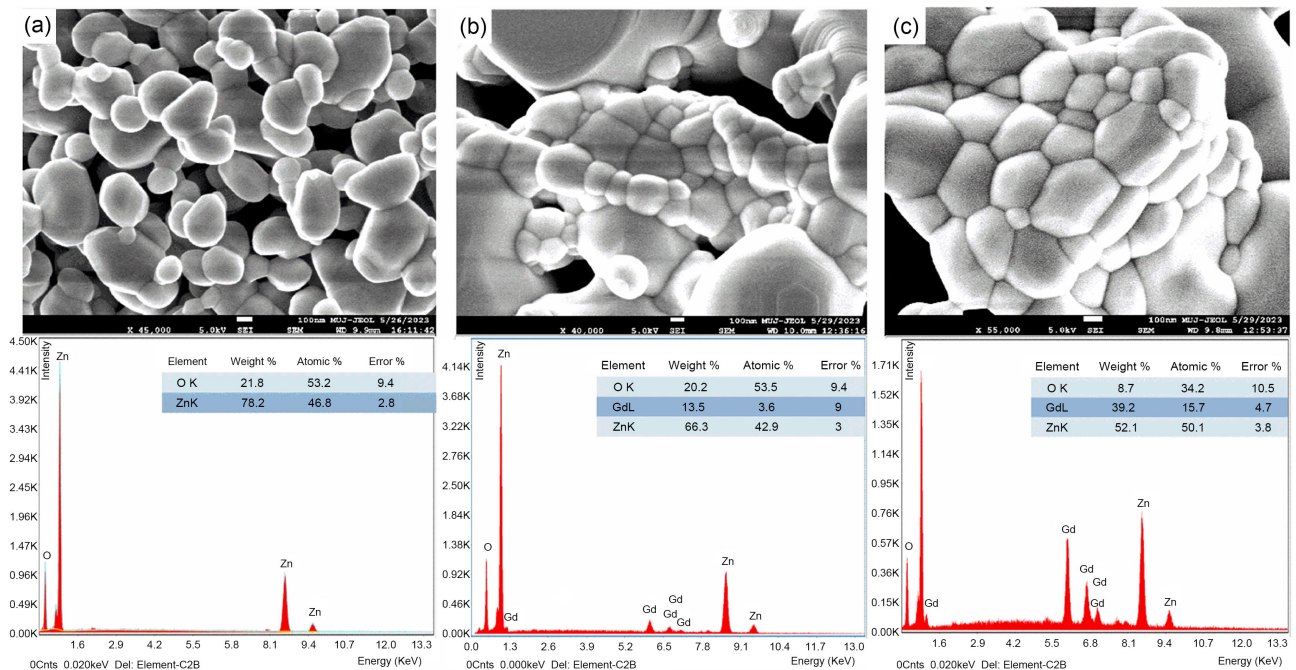 (a)
100nm MUJ-JEOL 5/26/2023
X 45,000 5.0kV SEI SEM WD 9.9mm 16:11:42
(b)
100nm MUJ-JEOL 5/29/2023
X 40,000 5.0kV SEI SEM WD 10.0mm 12:36:16
(c)
100nm MUJ-JEOL 5/29/2023
X 55,000 5.0kV SEI SEM WD 9.8mm 12:53:37
4.50K
4.41K
3.92K
3.43K
2.94K
2.45K
1.96K
1.47K
0.96K
0.49K
0.00K
Intensity
Zn
Element Weight % Atomic % Error %
O K 21.8 53.2 9.4
ZnK 78.2 46.8 2.8
O
Zn
Zn
1.6 2.9 4.2 5.5 5.8 8.1 9.4 10.7 11.7 13.3
0Cnts 0.020keV Del: Element-C2B Energy (KeV)
4.14K
3.68K
3.22K
2.76K
2.30K
1.84K
1.38K
0.92K
0.46K
0.00K
Intensity
Zn
Element Weight % Atomic % Error %
O K 20.2 53.5 9.4
GdL 13.5 3.6 9
ZnK 66.3 42.9 3
O
Gd
Gd
Gd
Gd
Zn
Zn
0.0 1.3 2.6 3.9 5.2 6.5 7.8 9.1 10.4 11.7 13.0
0Cnts 0.000keV Del: Element-C2B Energy (KeV)
1.71K
1.52K
1.35K
1.14K
0.95K
0.76K
0.57K
0.36K
0.15K
0.00K
Intensity
Zn
Element Weight % Atomic % Error %
O K 8.7 34.2 10.5
GdL 39.2 15.7 4.7
ZnK 52.1 50.1 3.8
O
Gd
Gd
Gd
Gd
Gd
Zn
Zn
1.6 2.9 4.2 5.5 6.8 8.1 9.4 10.7 12.0 13.3
0Cnts 0.020keV Del: Element-C2B Energy (KeV)